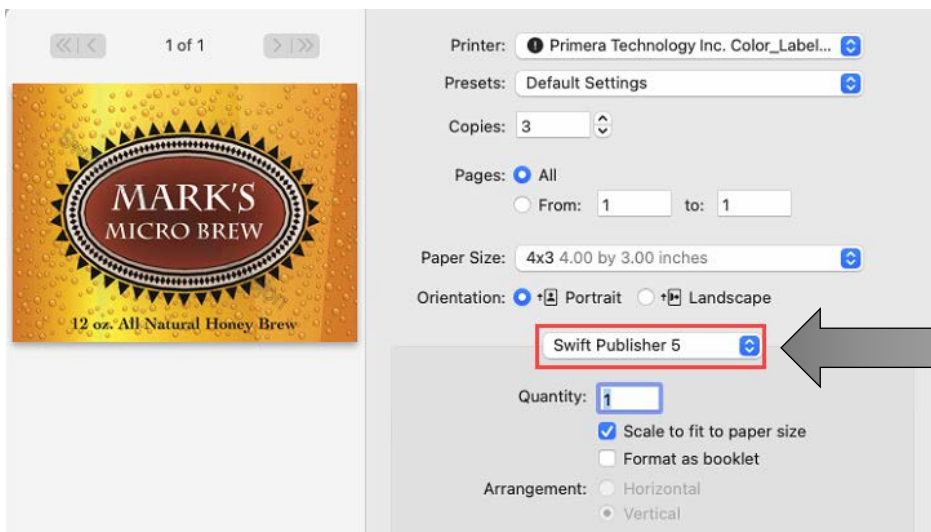 1 of 1
MARK'S
MICRO BREW
12 oz. All Natural Honey Brew
Printer: Primera Technology Inc. Color_Label...
Presets: Default Settings
Copies: 3
Pages: All
From: 1 to: 1
Paper Size: 4x3 4.00 by 3.00 inches
Orientation: Portrait Landscape
Swift Publisher 5
Quantity: 1
Scale to fit to paper size
Format as booklet
Arrangement: Horizontal
Vertical